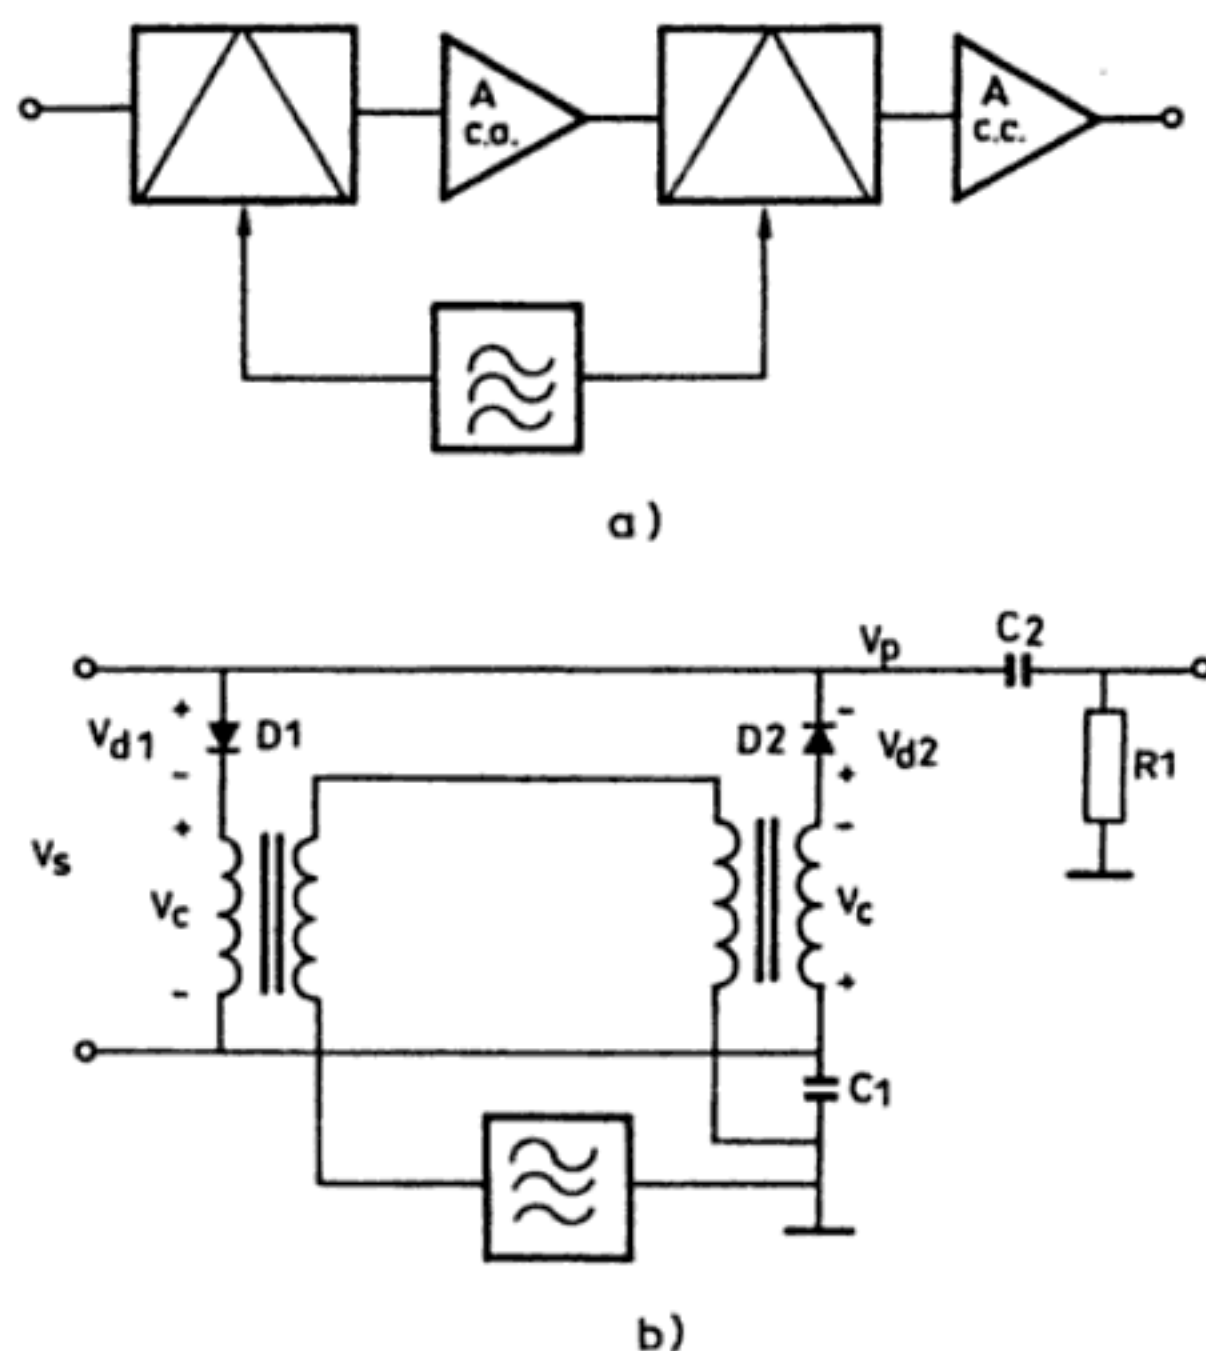 A
c.a.
A
c.c.
a)
Vp
C2
+
Vd1
D1
-
D2
-
Vd2
+
R1
+
-
Vs
Vc
Vc
-
+
C1
b)